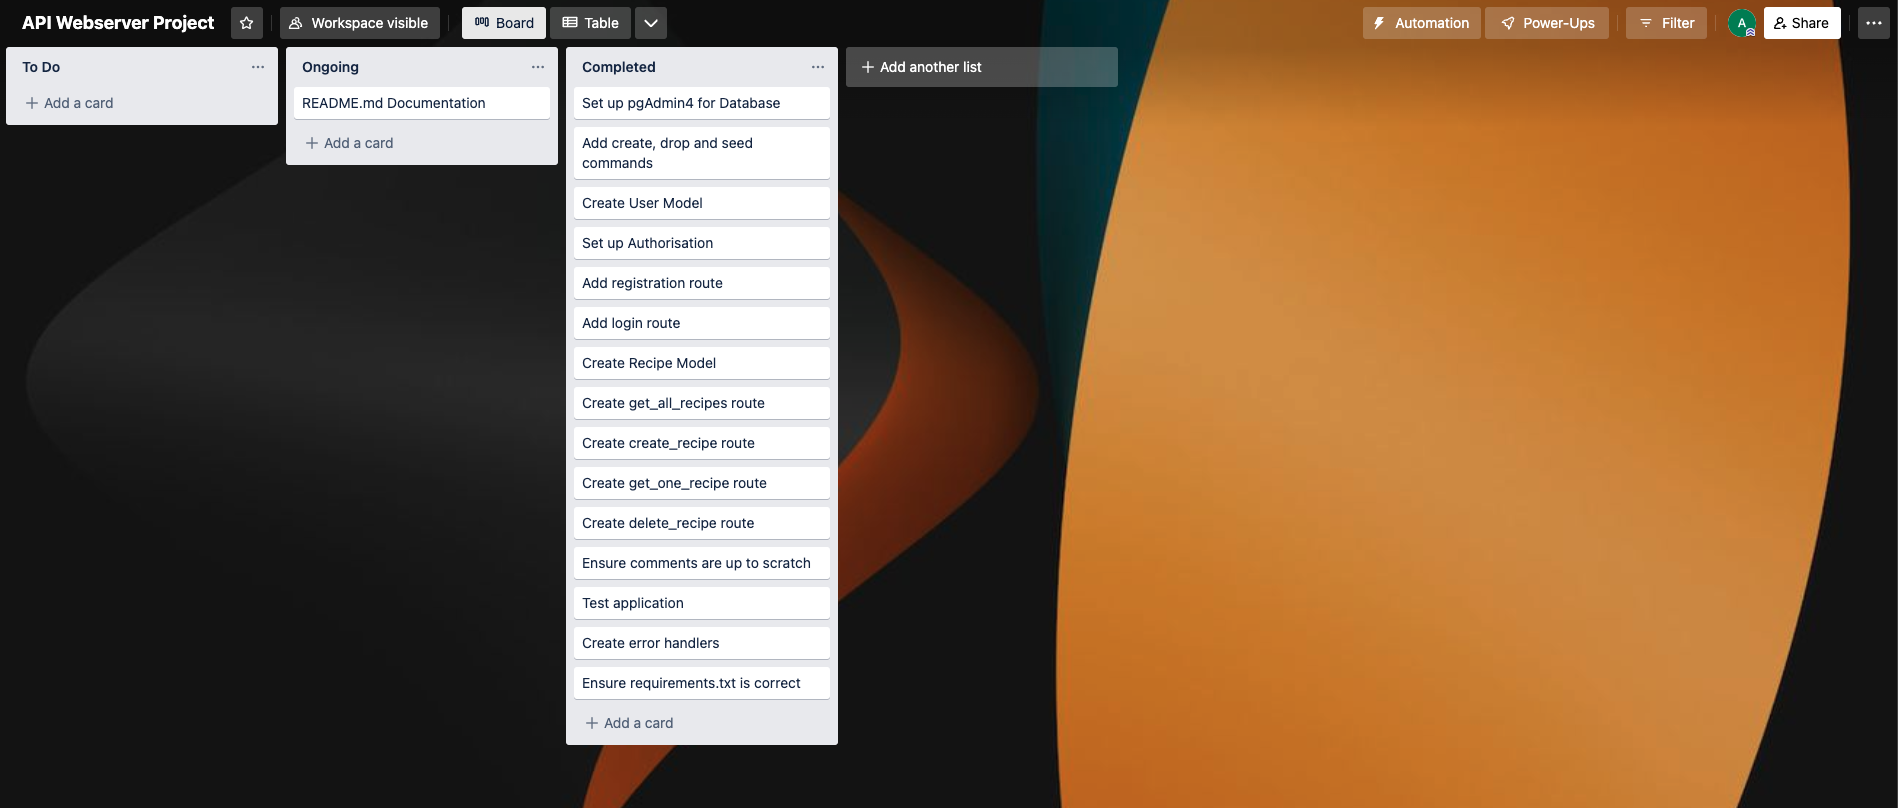 API Webserver Project
Workspace visible
Board
Table
Automation
Power-Ups
Filter
A
Share
To Do
Add a card
Ongoing
README.md Documentation
Add a card
Completed
Set up pgAdmin4 for Database
Add create, drop and seed
commands
Create User Model
Set up Authorisation
Add registration route
Add login route
Create Recipe Model
Create get_all_recipes route
Create create_recipe route
Create get_one_recipe route
Create delete_recipe route
Ensure comments are up to scratch
Test application
Create error handlers
Ensure requirements.txt is correct
Add a card
Add another list